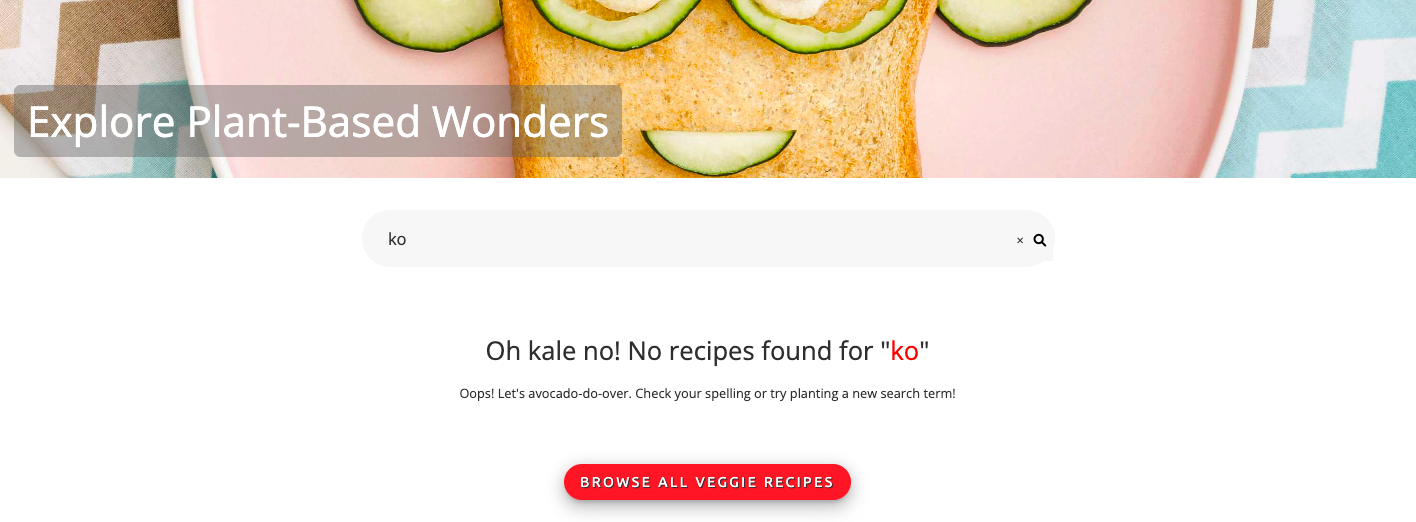 Explore Plant-Based Wonders
ko
×
Oh kale no! No recipes found for "ko"
Oops! Let's avocado-do-over. Check your spelling or try planting a new search term!
BROWSE ALL VEGGIE RECIPES